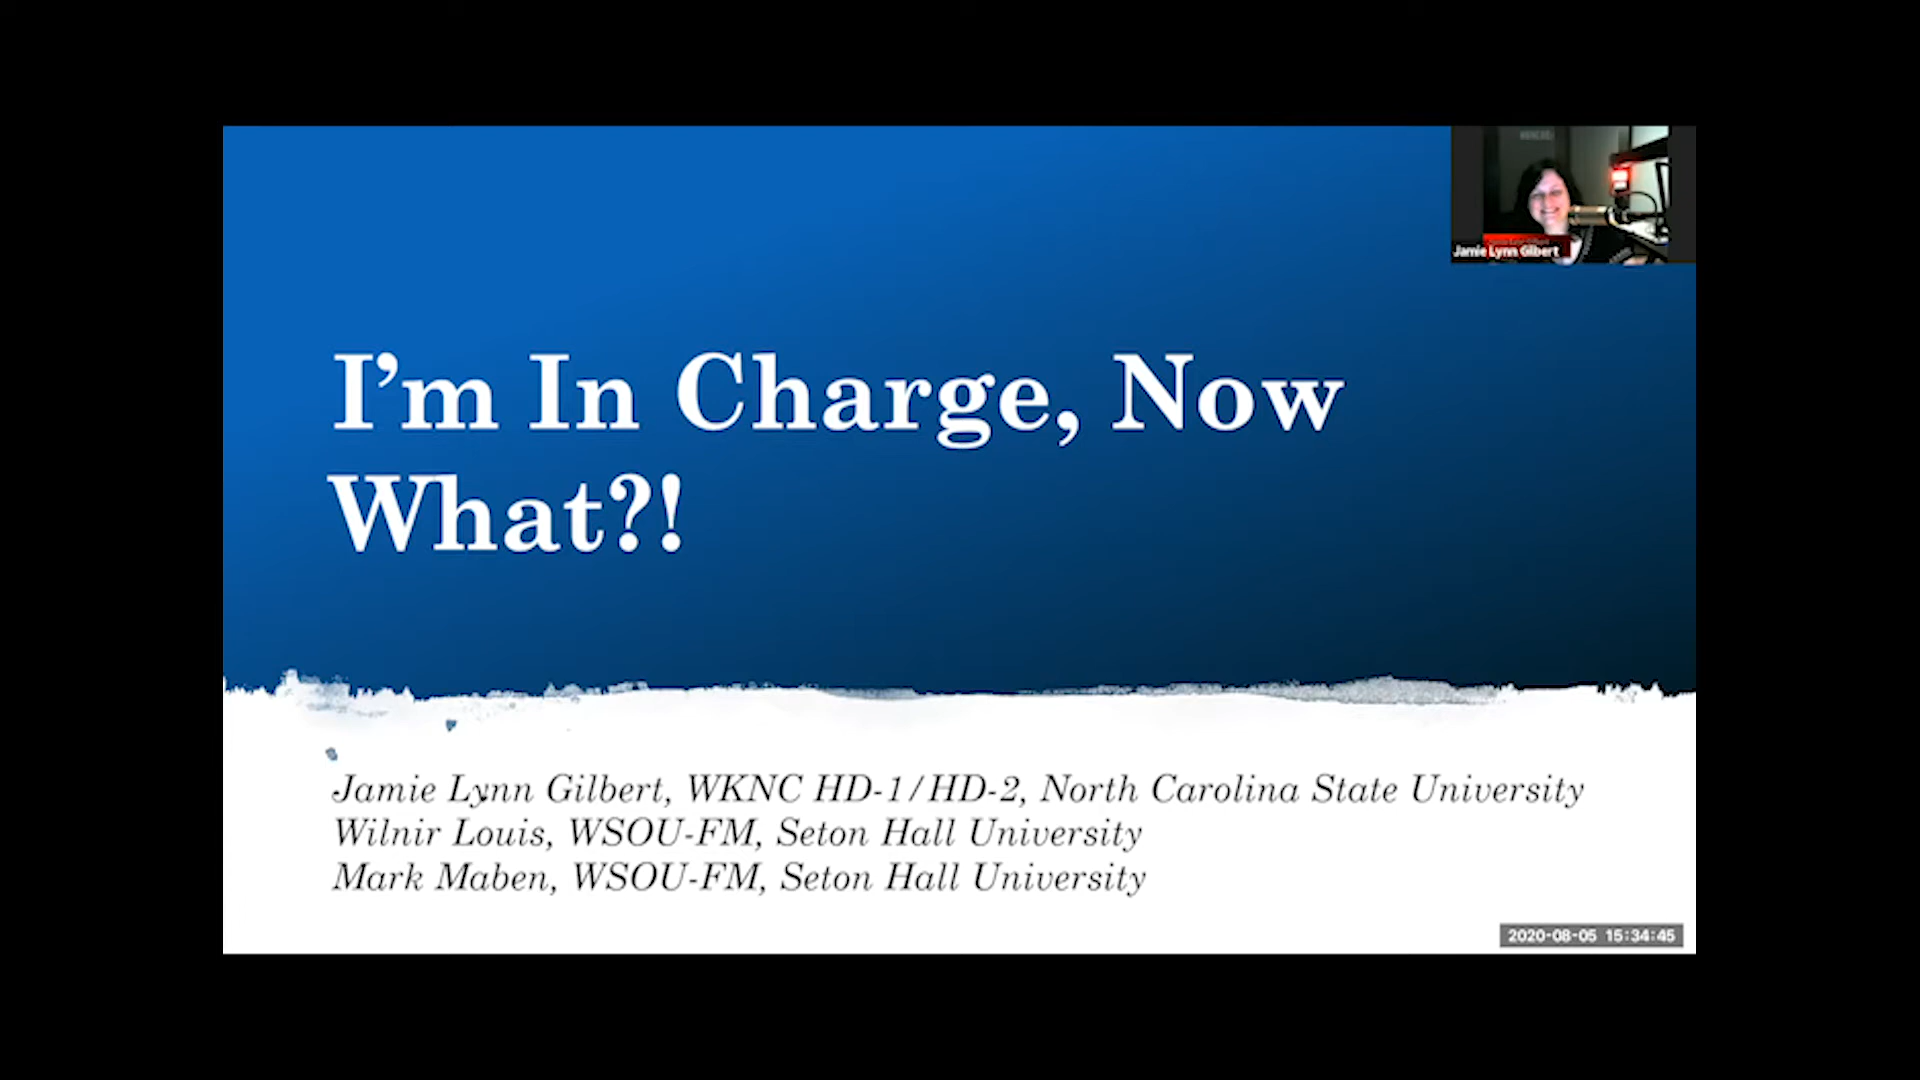 Jamie Lynn Gilbert
I'm In Charge, Now
What?!
Jamie Lynn Gilbert, WKNC HD-1/HD-2, North Carolina State University
Wilnir Louis, WSOU-FM, Seton Hall University
Mark Maben, WSOU-FM, Seton Hall University
2020-08-05 15:34:45